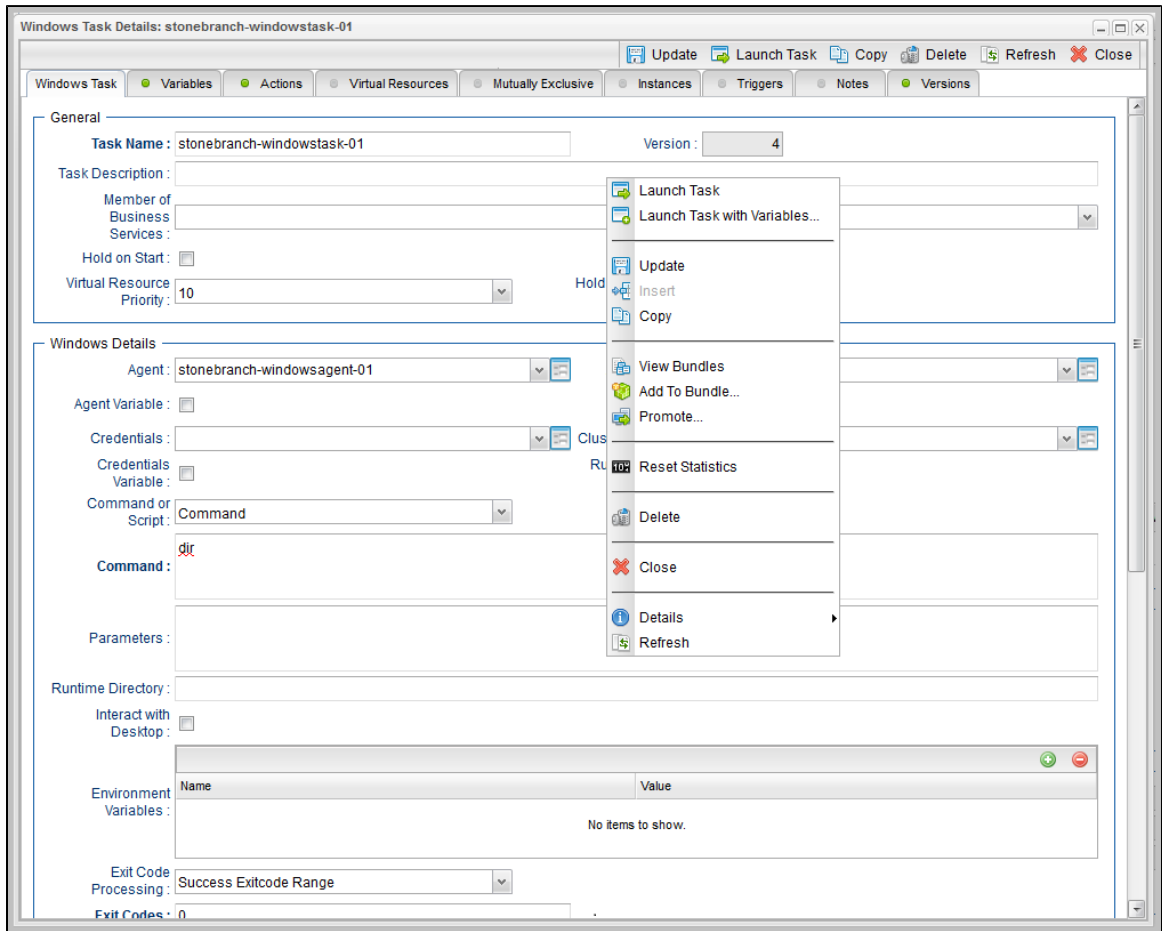 Windows Task Details: stonebranch-windowstask-01
Update Launch Task Copy Delete Refresh Close
Windows Task Variables Actions Virtual Resources Mutually Exclusive Instances Triggers Notes Versions
General
Task Name : stonebranch-windowstask-01 Version : 4
Task Description :
Member of
Business
Services :
Hold on Start :
Virtual Resource
Priority : 10
Hold
Launch Task
Launch Task with Variables...
Update
Insert
Copy
View Bundles
Add To Bundle...
Promote...
Reset Statistics
Delete
Close
Details
Refresh
Windows Details
Agent : stonebranch-windowsagent-01
Agent Variable :
Credentials :
Clus
Credentials
Variable :
Ru
Command or
Script : Command
Command : dir
Parameters :
Runtime Directory :
Interact with
Desktop :
Environment
Variables :
Name Value
No items to show.
Exit Code
Processing : Success Exitcode Range
Exit Codes : 0